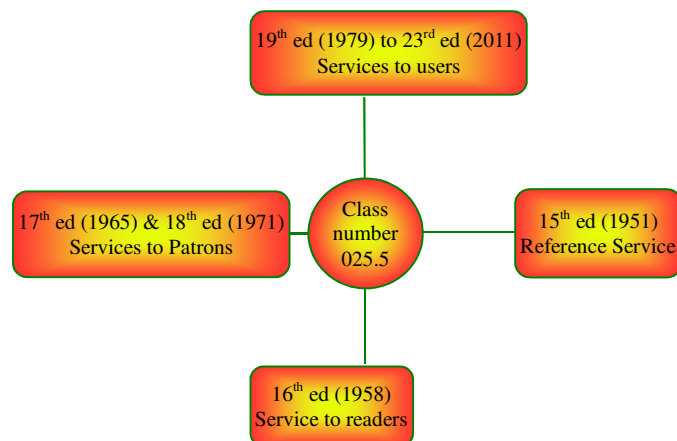 19th ed (1979) to 23rd ed (2011)
Services to users
17th ed (1965) & 18th ed (1971)
Services to Patrons
Class
number
025.5
15th ed (1951)
Reference Service
16th ed (1958)
Service to readers